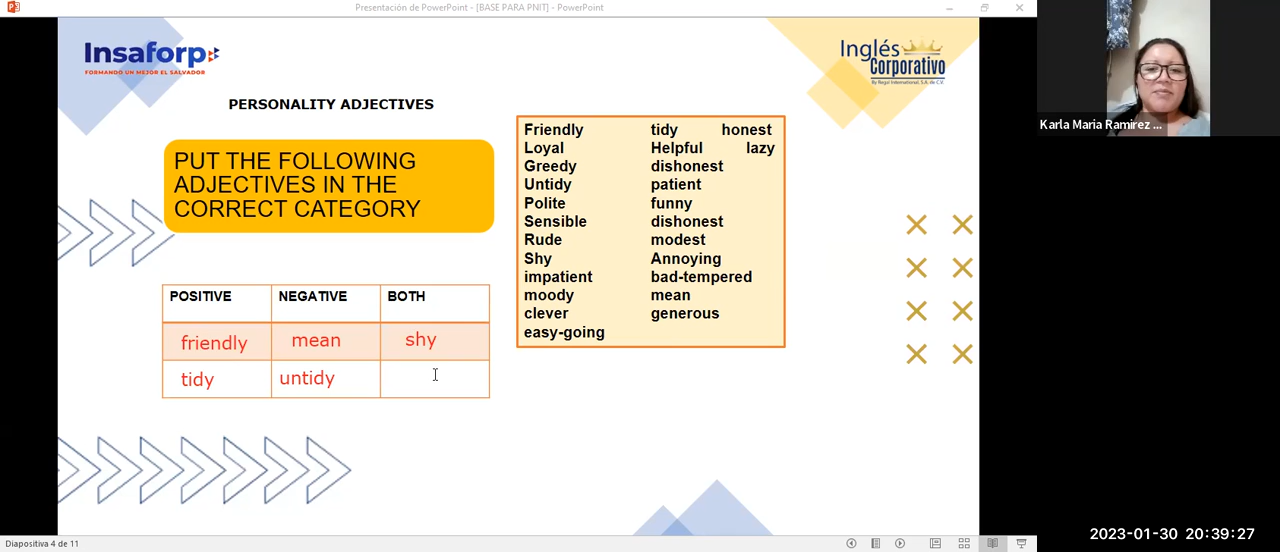 Presentación de PowerPoint - [BASE PARA PNIT] - PowerPoint
Insaforp
FORMANDO UN MEJOR EL SALVADOR
Inglés
Corporativo
By Regal International, S.A. de C.V.
Karla Maria Ramirez ...
PERSONALITY ADJECTIVES
PUT THE FOLLOWING
ADJECTIVES IN THE
CORRECT CATEGORY
Friendly tidy honest
Loyal Helpful lazy
Greedy dishonest
Untidy patient
Polite funny
Sensible dishonest
Rude modest
Shy Annoying
impatient bad-tempered
moody mean
clever generous
easy-going
POSITIVE NEGATIVE BOTH
friendly mean shy
tidy untidy
Diapositiva 4 de 11
2023-01-30 20:39:27